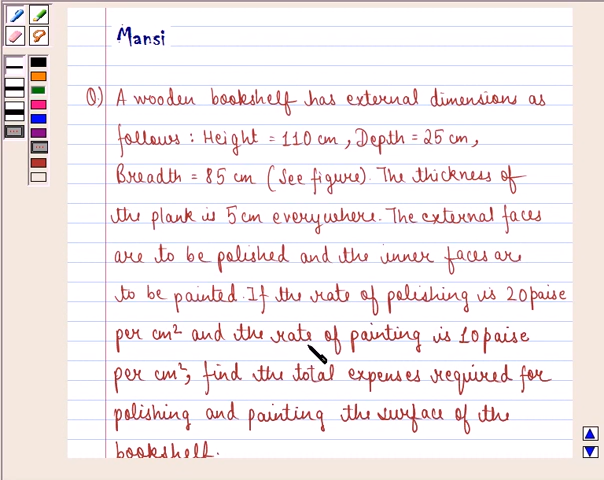 Mansi
Q) A wooden bookshelf has external dimensions as
follows : Height = 110 cm, Depth = 25 cm,
Breadth = 85 cm (See figure). The thickness of
the plank is 5 cm everywhere. The external faces
are to be polished and the inner faces are
to be painted. If the rate of polishing is 20 paise
per cm² and the rate of painting is 10 paise
per cm², find the total expenses required for
polishing and painting the surface of the
bookshelf.